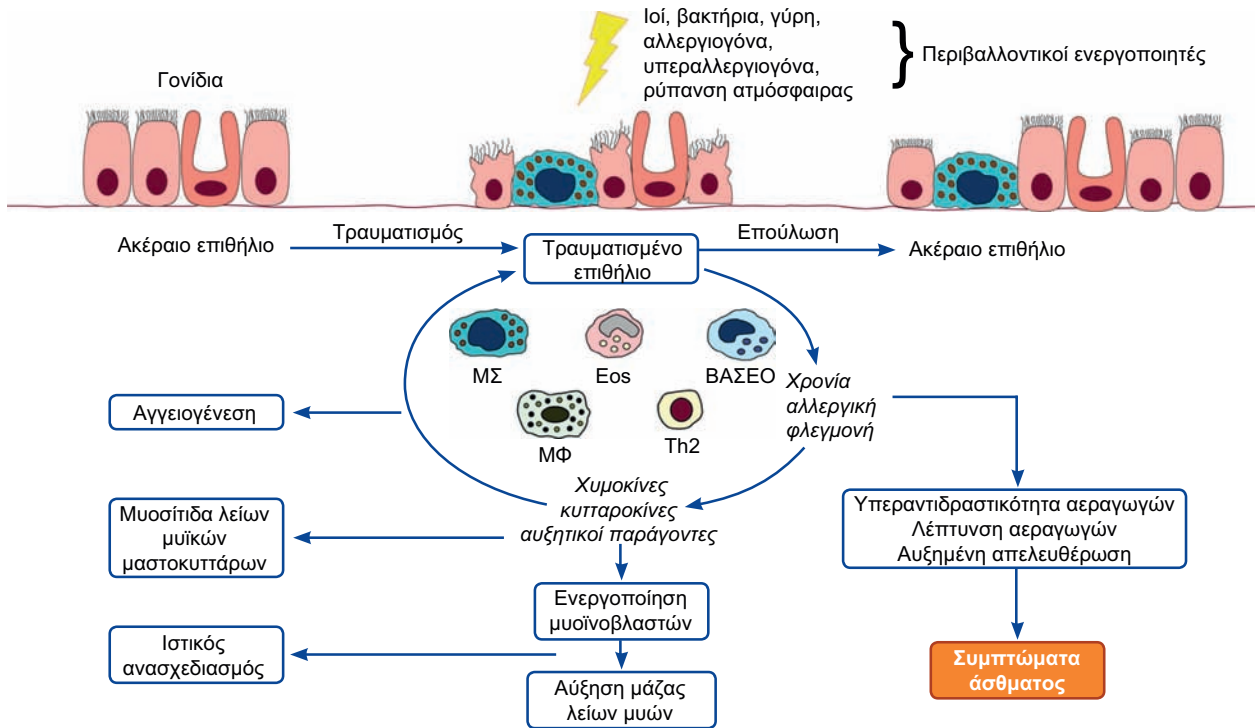 Ιοί, βακτήρια, γύρη,
αλλεργιογόνα,
υπεραλλεργιογόνα,
ρύπανση ατμόσφαιρας
Περιβαλλοντικοί ενεργοποιητές
Γονίδια
Ακέραιο επιθήλιο
Τραυματισμός
Τραυματισμένο
επιθήλιο
Επούλωση
Ακέραιο επιθήλιο
ΜΣ
Eos
ΒΑΣΕΟ
ΜΦ
Th2
Χρονία
αλλεργική
φλεγμονή
Αγγειογένεση
Χυμοκίνες
κυτταροκίνες
αυξητικοί παράγοντες
Μυοσίτιδα λείων
μυϊκών
μαστοκυττάρων
Υπεραντιδραστικότητα αεραγωγών
Λέπτυνση αεραγωγών
Αυξημένη απελευθέρωση
Ενεργοποίηση
μυοϊνοβλαστών
Ιστικός
ανασχεδιασμός
Αύξηση μάζας
λείων μυών
Συμπτώματα
άσθματος